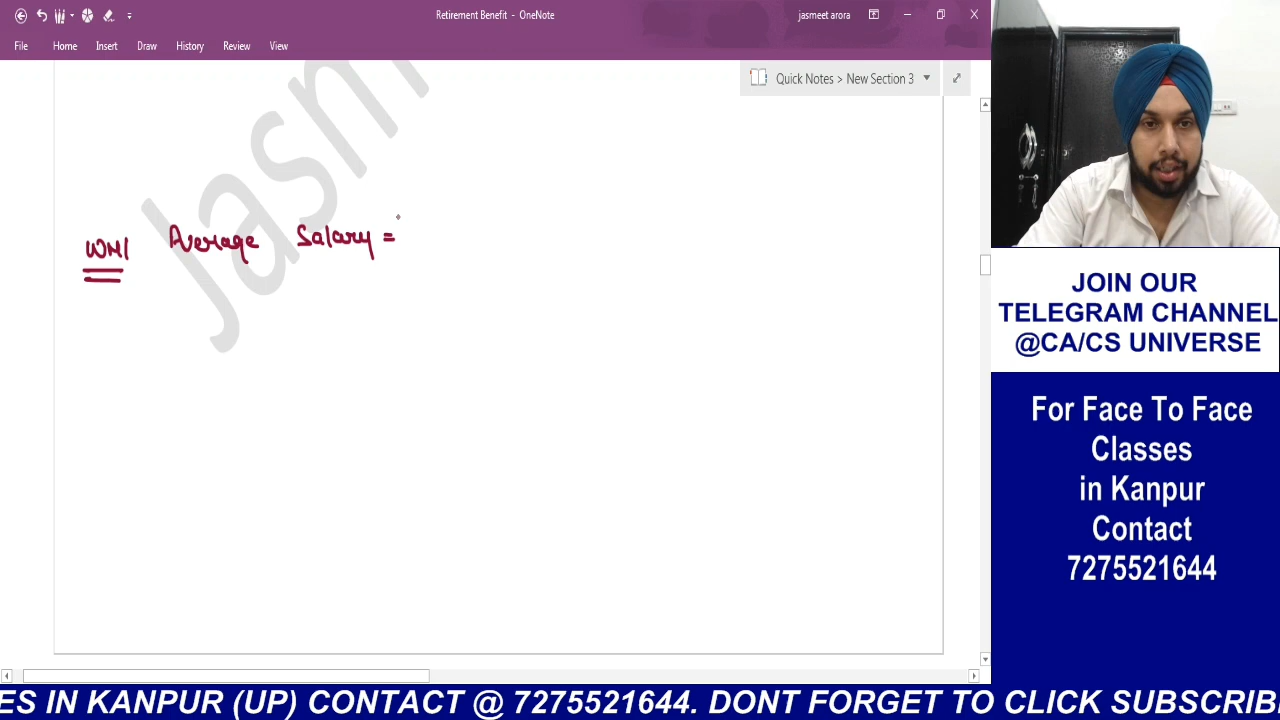 Retirement Benefit - OneNote
jasmeet arora
File Home Insert Draw History Review View
Quick Notes > New Section 3
Jasm
WN1 Average Salary =
JOIN OUR
TELEGRAM CHANNEL
@CA/CS UNIVERSE
For Face To Face
Classes
in Kanpur
Contact
7275521644
ES IN KANPUR (UP) CONTACT @ 7275521644. DONT FORGET TO CLICK SUBSCRIB